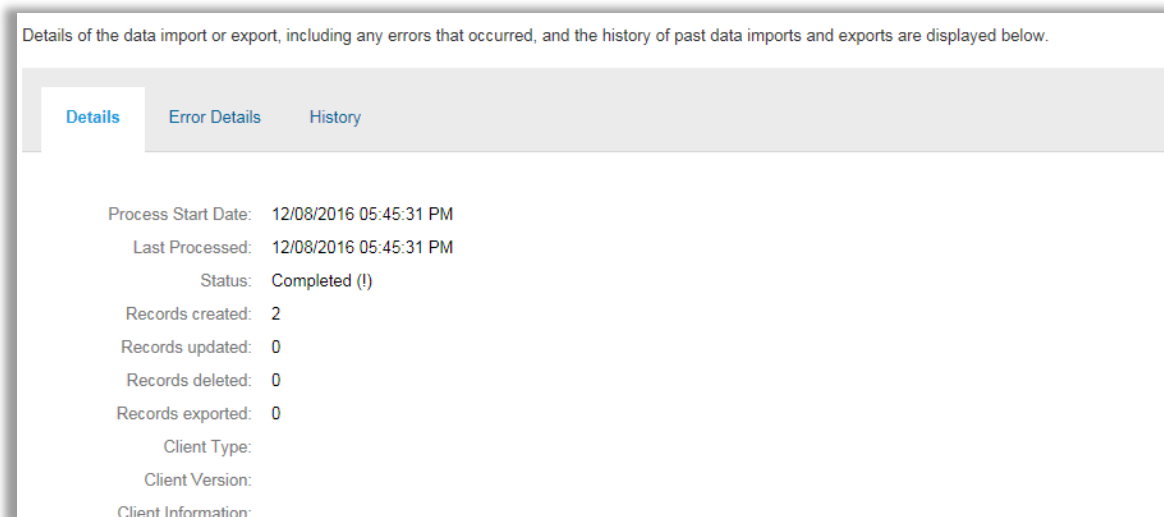 Details of the data import or export, including any errors that occurred, and the history of past data imports and exports are displayed below.
Details Error Details History
Process Start Date: 12/08/2016 05:45:31 PM
Last Processed: 12/08/2016 05:45:31 PM
Status: Completed (!)
Records created: 2
Records updated: 0
Records deleted: 0
Records exported: 0
Client Type:
Client Version:
Client Information: